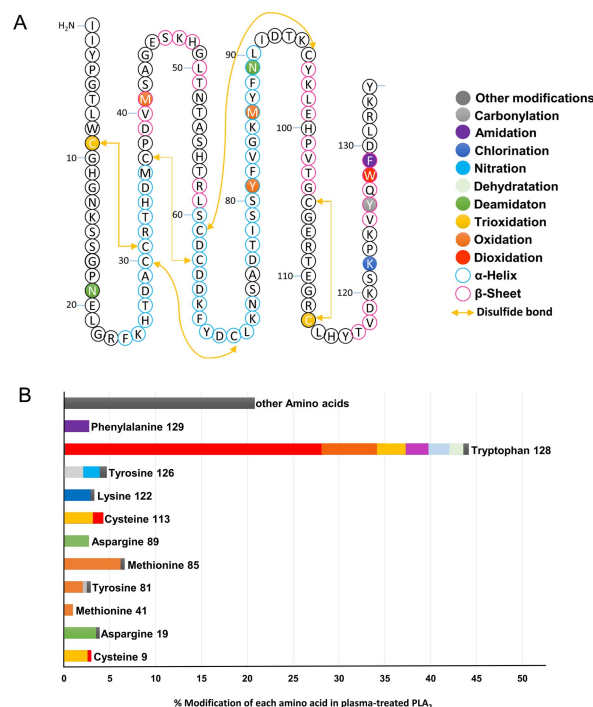 A
H₂N
I I Y P G T L W C G H G N K S S G P N E L G R F K H T D A C C R T H D M C P D V M S A G E S K H G L T N T A S H T R L S C D C D D K F Y D C L K N S A D T I S S Y F V G K M Y F N L I D T K C Y K L E H P V T G C G E R T E G R C L H Y T V D K S K P K V Y Q W F D L R K Y
10
20
30
40
50
60
80
90
100
110
120
130
Other modifications
Carbonylation
Amidation
Chlorination
Nitration
Dehydratation
Deamidaton
Trioxidation
Oxidation
Dioxidation
α-Helix
β-Sheet
Disulfide bond
B
other Amino acids
Phenylalanine 129
Tryptophan 128
Tyrosine 126
Lysine 122
Cysteine 113
Aspargine 89
Methionine 85
Tyrosine 81
Methionine 41
Aspargine 19
Cysteine 9
0 5 10 15 20 25 30 35 40 45 50
% Modification of each amino acid in plasma-treated PLA₂